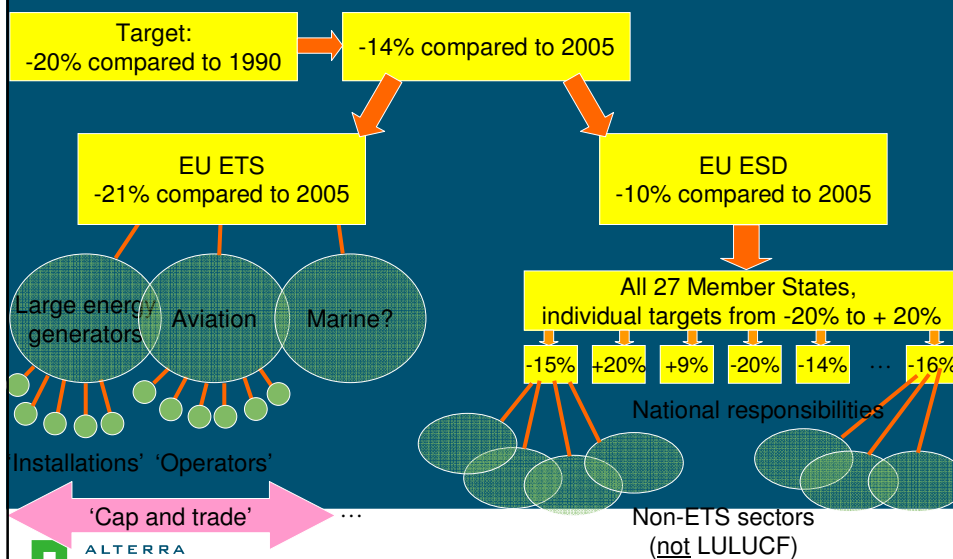 Target:
-20% compared to 1990
-14% compared to 2005
EU ETS
-21% compared to 2005
EU ESD
-10% compared to 2005
All 27 Member States,
individual targets from -20% to + 20%
Large energy
generators
Aviation
Marine?
-15%
+20%
+9%
-20%
-14%
...
-16%
National responsibilities
'Installations'
'Operators'
'Cap and trade'
...
Non-ETS sectors
(not LULUCF)
ALTERRA